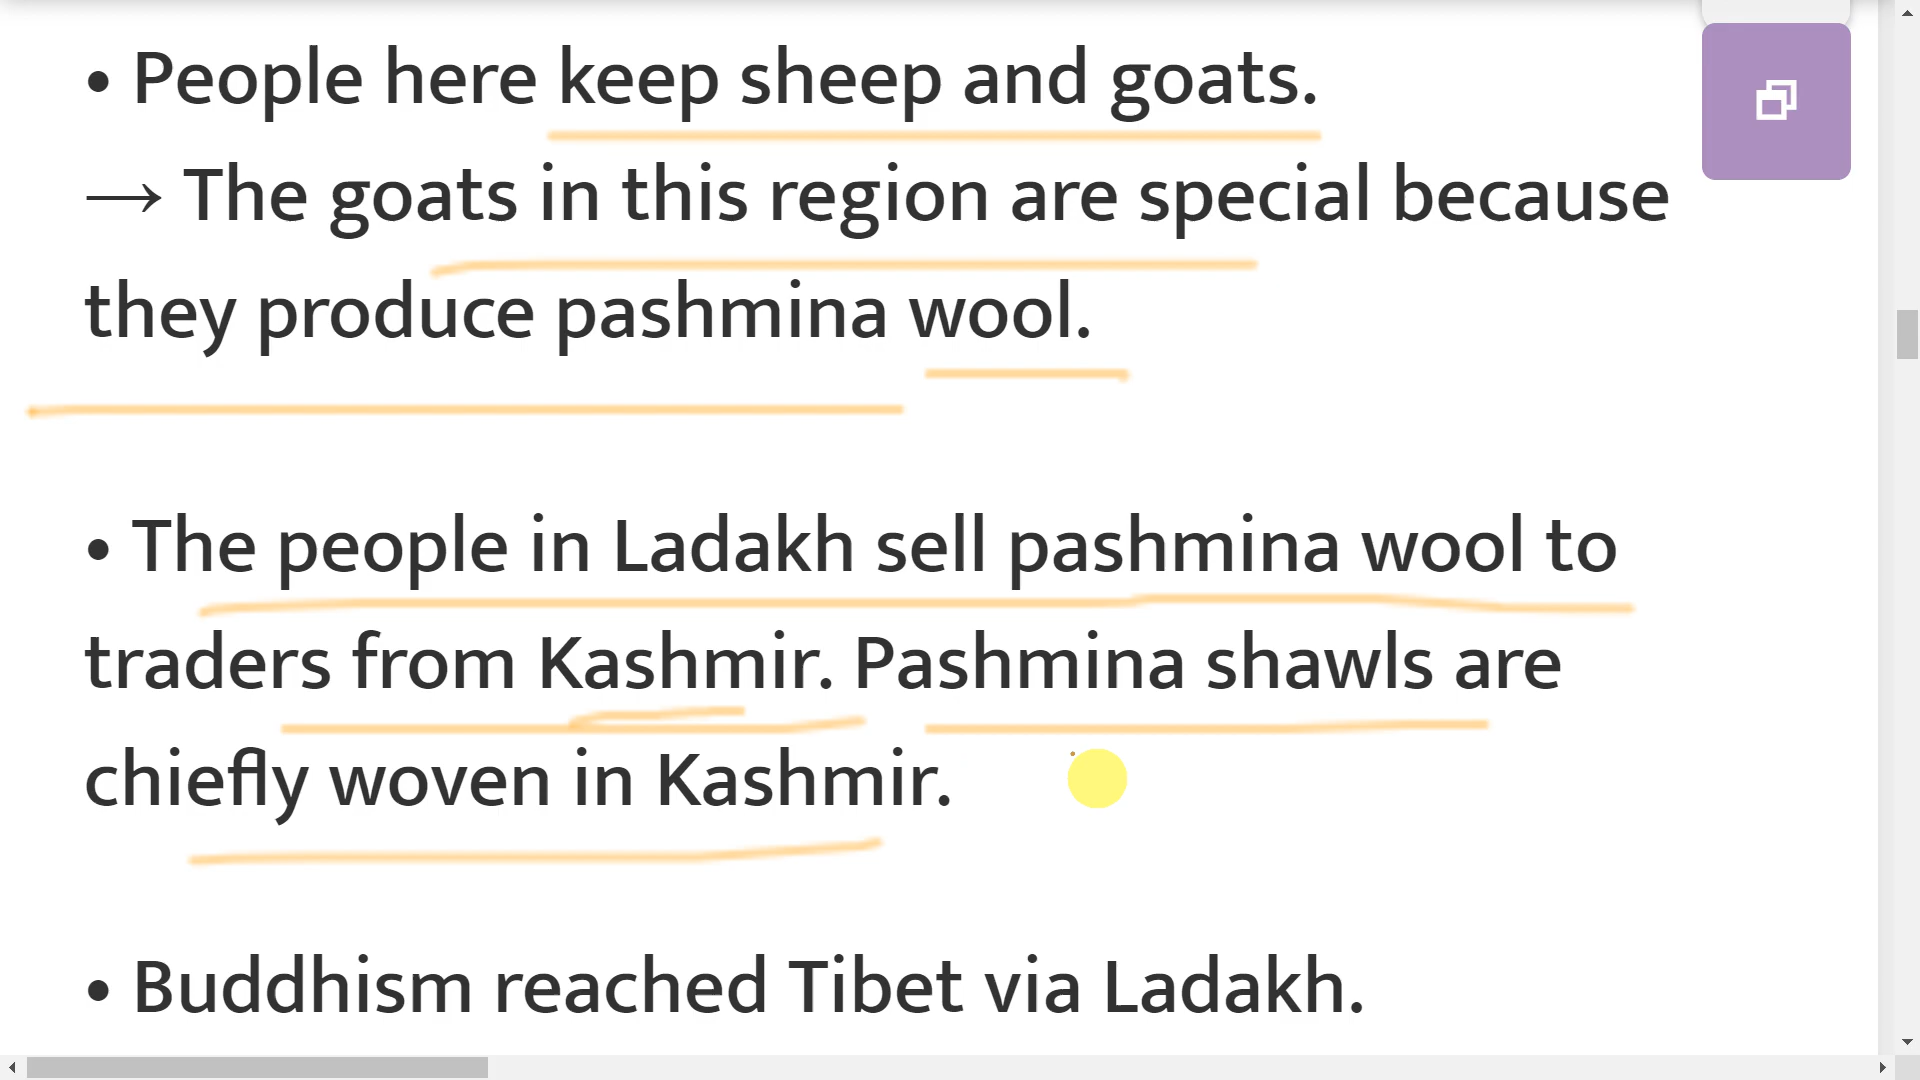 • People here keep sheep and goats.
→ The goats in this region are special because
they produce pashmina wool.
• The people in Ladakh sell pashmina wool to
traders from Kashmir. Pashmina shawls are
chiefly woven in Kashmir.
• Buddhism reached Tibet via Ladakh.